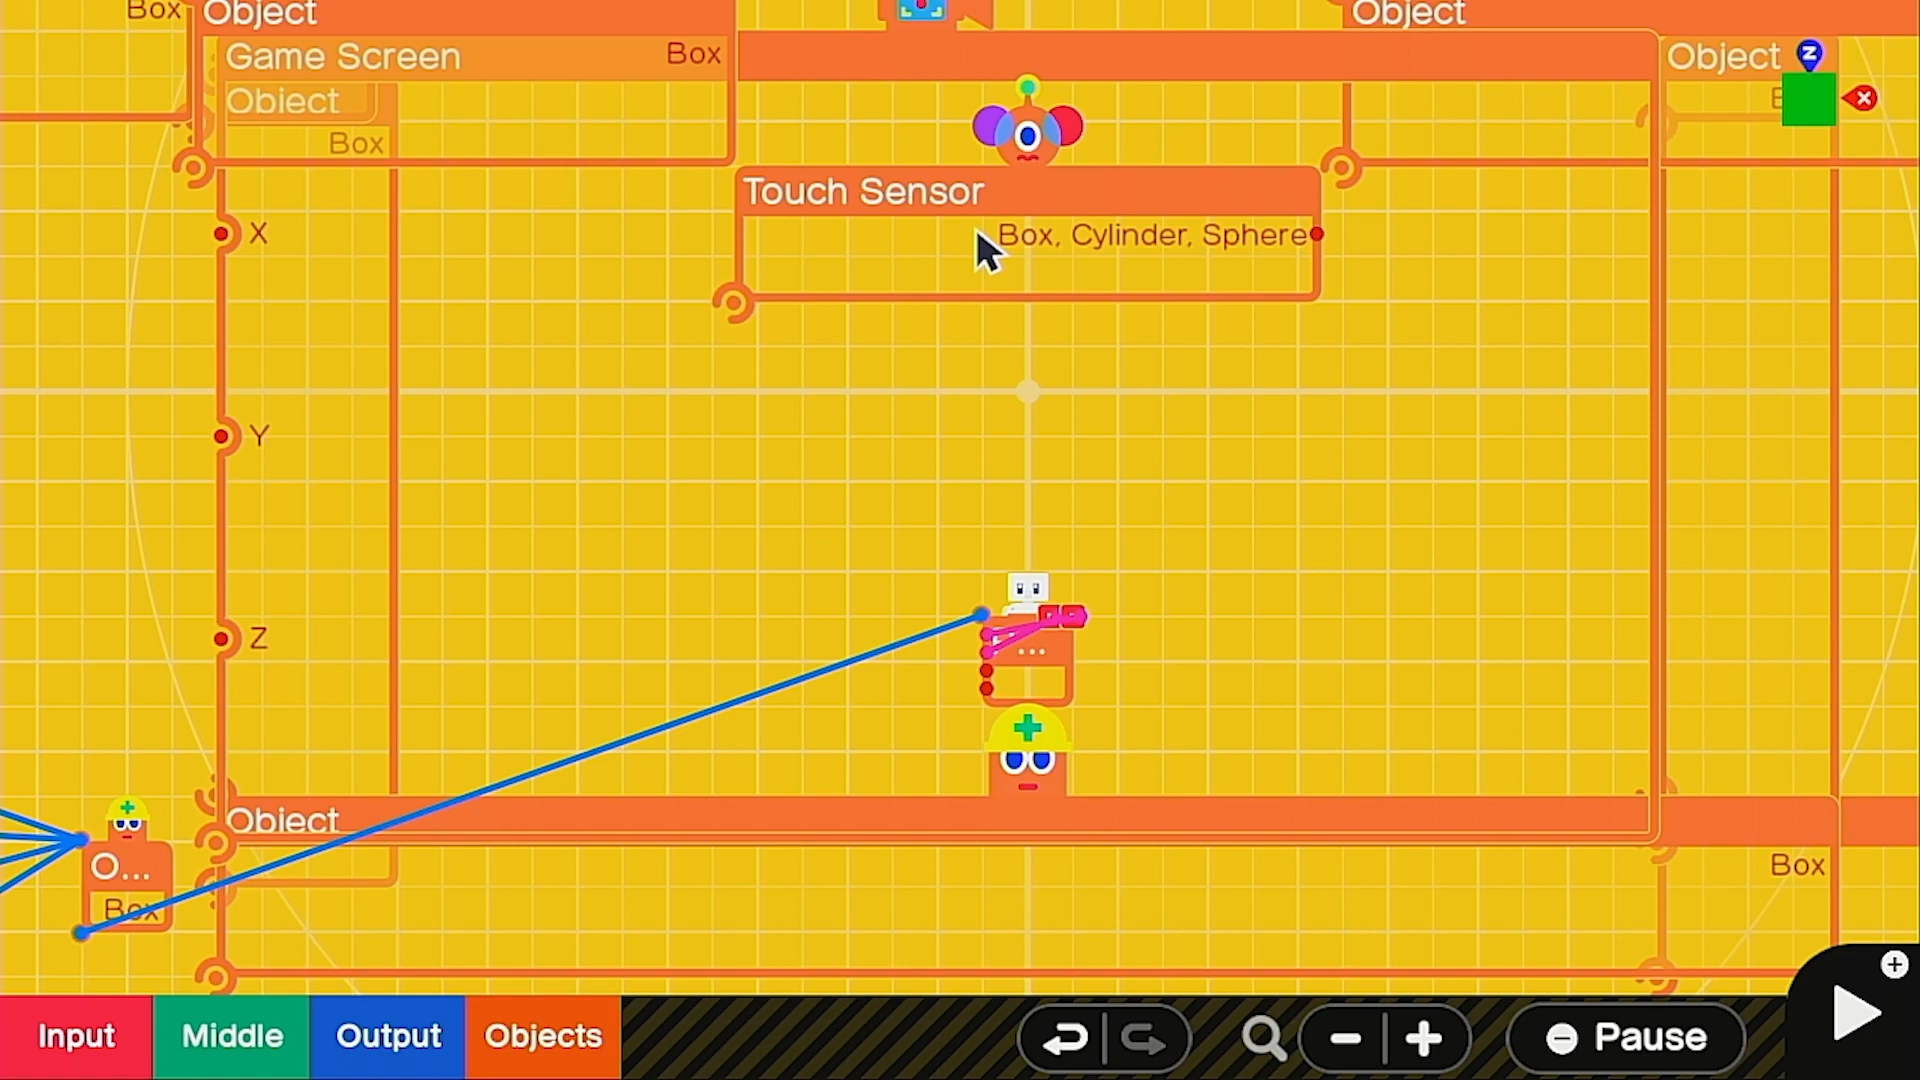 Box
Object
Object
Game Screen
Box
Object
Object
Box
Touch Sensor
Box, Cylinder, Sphere
X
Y
Z
Z
X
...
Object
O...
Box
Box
Input
Middle
Output
Objects
Pause